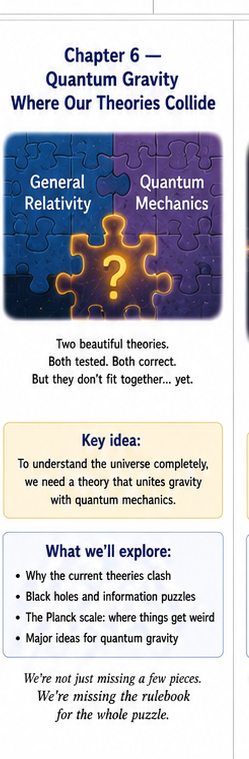 Chapter 6 —
Quantum Gravity
Where Our Theories Collide
General
Relativity
Quantum
Mechanics
?
Two beautiful theories.
Both tested. Both correct.
But they don't fit together... yet.
Key idea:
To understand the universe completely,
we need a theory that unites gravity
with quantum mechanics.
What we'll explore:
• Why the current theeries clash
• Black holes and information puzzles
• The Planck scale: where things get weird
• Major ideas for quantum gravity
We're not just missing a few pieces.
We're missing the rulebook
for the whole puzzle.